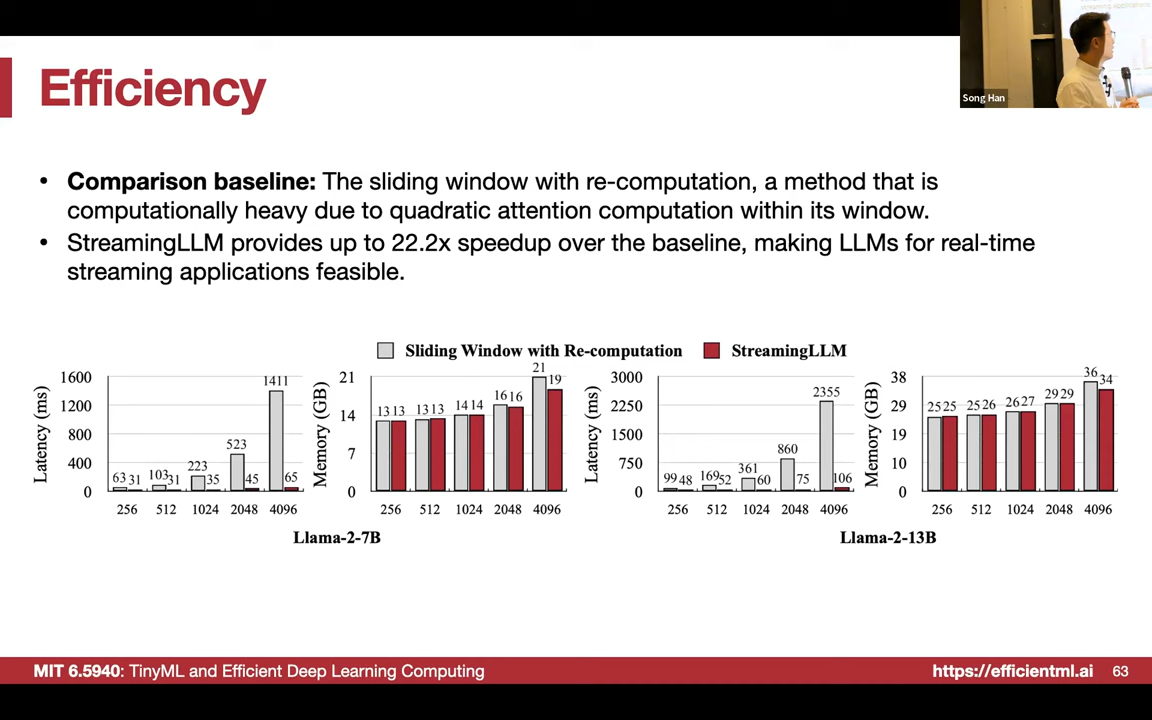 Efficiency
Song Han
• Comparison baseline: The sliding window with re-computation, a method that is
computationally heavy due to quadratic attention computation within its window.
• StreamingLLM provides up to 22.2x speedup over the baseline, making LLMs for real-time
streaming applications feasible.
Sliding Window with Re-computation StreamingLLM
Latency (ms)
1600
1200
800
400
0
63 31 103 31 223 35 523 45 1411 65
256 512 1024 2048 4096
Memory (GB)
21
14
7
0
13 13 13 13 14 14 16 16 21 19
256 512 1024 2048 4096
Llama-2-7B
Latency (ms)
3000
2250
1500
750
0
99 48 169 52 361 60 860 75 2355 106
256 512 1024 2048 4096
Memory (GB)
38
29
19
10
0
25 25 25 26 26 27 29 29 36 34
256 512 1024 2048 4096
Llama-2-13B
MIT 6.5940: TinyML and Efficient Deep Learning Computing
https://efficientml.ai 63